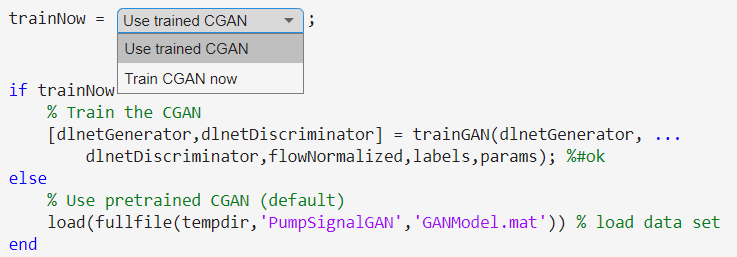 trainNow = Use trained CGAN ;
Use trained CGAN
Train CGAN now
if trainNow
% Train the CGAN
[dlnetGenerator,dlnetDiscriminator] = trainGAN(dlnetGenerator, ...
dlnetDiscriminator,flowNormalized,labels,params); %#ok
else
% Use pretrained CGAN (default)
load(fullfile(tempdir,'PumpSignalGAN','GANModel.mat')) % load data set
end